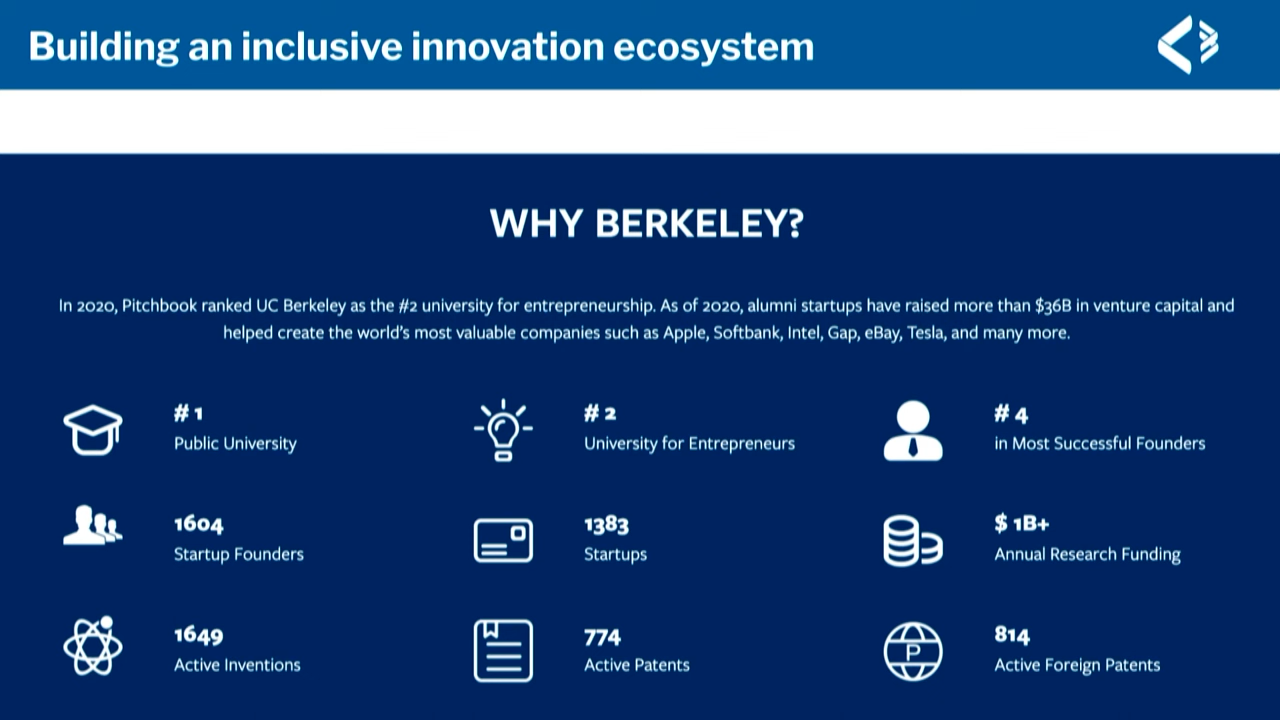 Building an inclusive innovation ecosystem
WHY BERKELEY?
In 2020, Pitchbook ranked UC Berkeley as the #2 university for entrepreneurship. As of 2020, alumni startups have raised more than $36B in venture capital and
helped create the world's most valuable companies such as Apple, Softbank, Intel, Gap, eBay, Tesla, and many more.
# 1
Public University
# 2
University for Entrepreneurs
# 4
in Most Successful Founders
1604
Startup Founders
1383
Startups
$ 1B+
Annual Research Funding
1649
Active Inventions
774
Active Patents
P
814
Active Foreign Patents